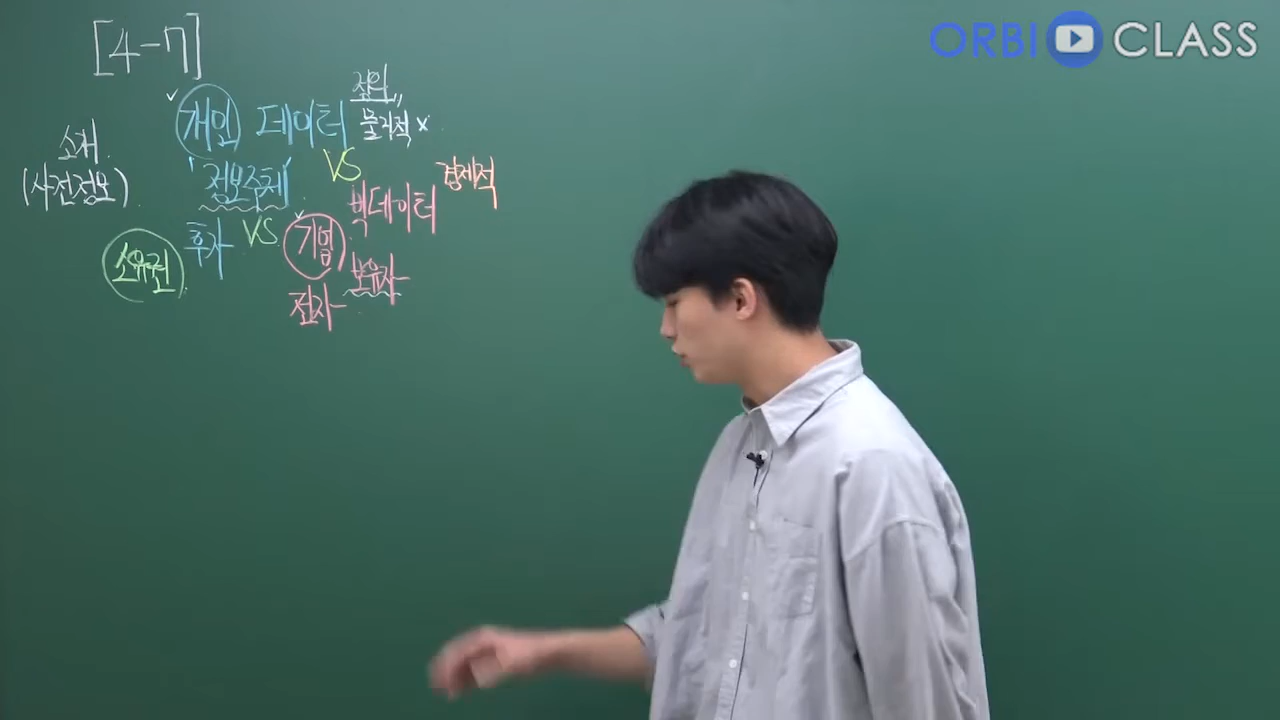 ORBI CLASS
[4-7]
정의
개인 데이터 물리적 x
소재
(사전정보)
'정보주체' VS 경제적
빅데이터
소유권 후자 VS 기업
보유자
전자